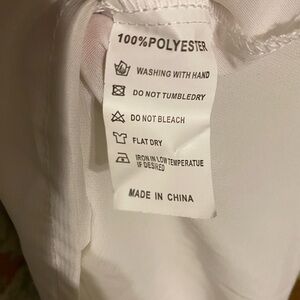 100%POLYESTER
WASHING WITH HAND
DO NOT TUMBLEDRY
DO NOT BLEACH
FLAT DRY
IRON IN LOW TEMPERATUE
IF DESIRED
MADE IN CHINA